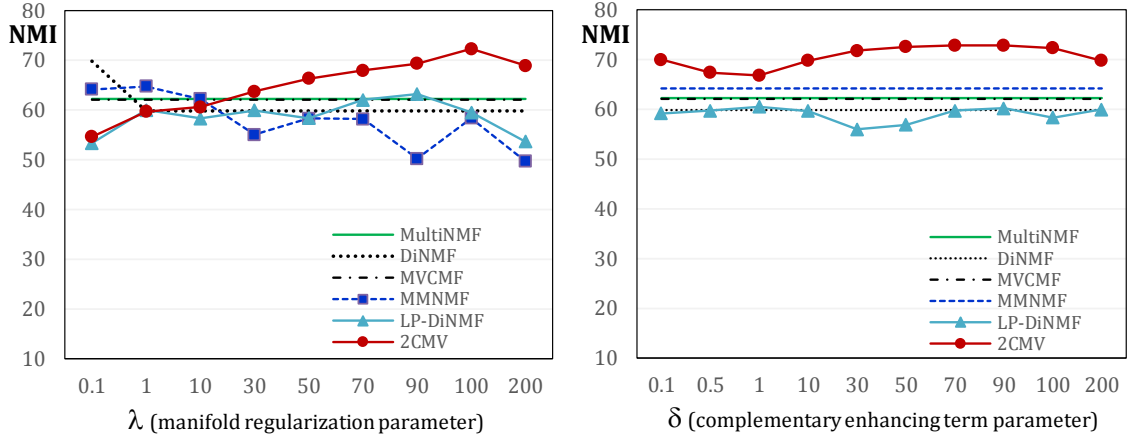 80
NMI
70
60
50
40
30
20
10
MultiNMF
DiNMF
MVCMF
MMNMF
LP-DiNMF
2CMV
0.1 1 10 30 50 70 90 100 200
λ (manifold regularization parameter)
80
NMI
70
60
50
40
30
20
10
MultiNMF
DiNMF
MVCMF
MMNMF
LP-DiNMF
2CMV
0.1 0.5 1 10 30 50 70 90 100 200
δ (complementary enhancing term parameter)